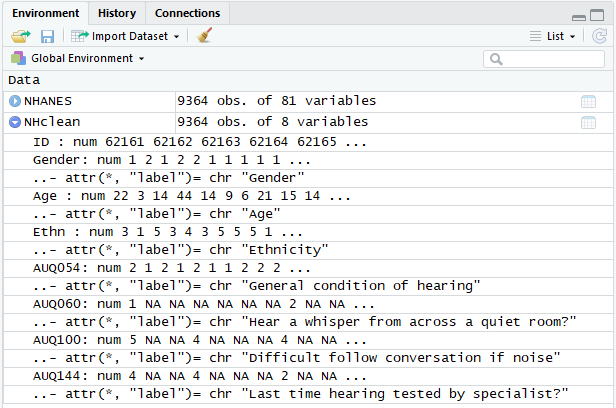 Environment History Connections
Import Dataset List
Global Environment
Data
NHANES 9364 obs. of 81 variables
NHclean 9364 obs. of 8 variables
ID : num 62161 62162 62163 62164 62165 ...
Gender: num 1 2 1 2 2 1 1 1 1 1 ...
..- attr(*, "label")= chr "Gender"
Age : num 22 3 14 44 14 9 6 21 15 14 ...
..- attr(*, "label")= chr "Age"
Ethn : num 3 1 5 3 4 3 5 5 5 1 ...
..- attr(*, "label")= chr "Ethnicity"
AUQ054: num 2 1 2 1 2 1 1 2 2 2 ...
..- attr(*, "label")= chr "General condition of hearing"
AUQ060: num 1 NA NA NA NA NA NA 2 NA NA ...
..- attr(*, "label")= chr "Hear a whisper from across a quiet room?"
AUQ100: num 5 NA NA 4 NA NA NA 4 NA NA ...
..- attr(*, "label")= chr "Difficult follow conversation if noise"
AUQ144: num 4 NA NA 4 NA NA NA 2 NA NA ...
..- attr(*, "label")= chr "Last time hearing tested by specialist?"